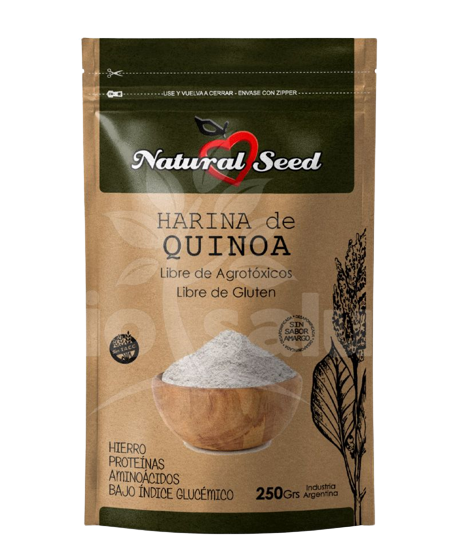 USE Y VUELVA A CERRAR - ENVASE CON ZIPPER
Natural Seed
HARINA de
QUINOA
Libre de Agrotóxicos
Libre de Gluten
SIN
SABOR
AMARGO
HIERRO
PROTEÍNAS
AMINOÁCIDOS
BAJO ÍNDICE GLUCÉMICO
250Grs
Industria
Argentina